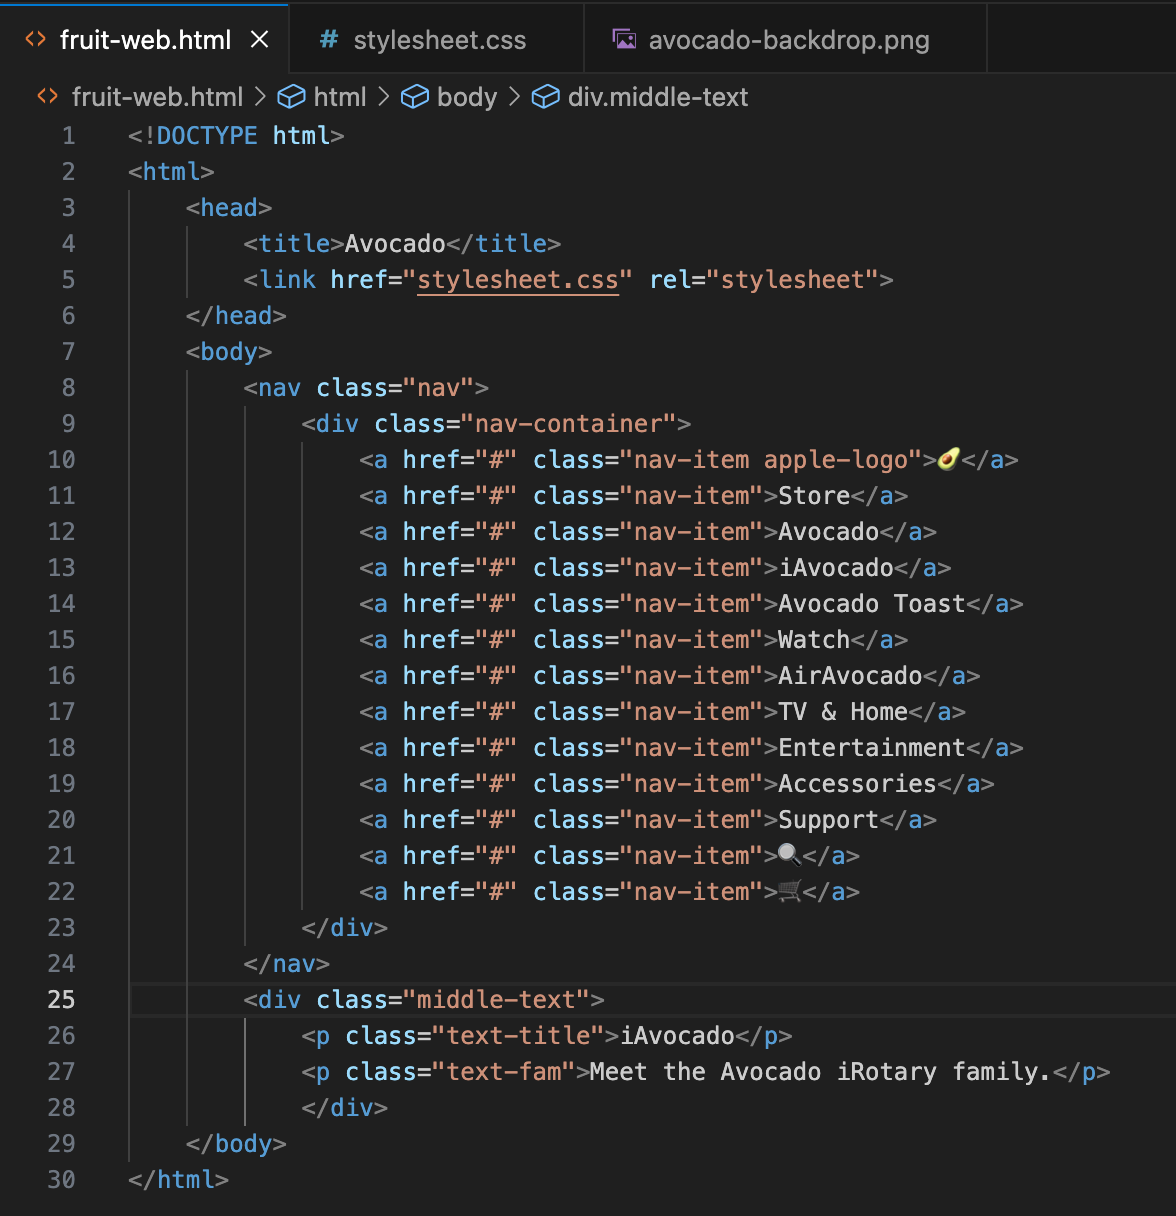 fruit-web.html
stylesheet.css
avocado-backdrop.png
fruit-web.html > html > body > div.middle-text
1 <!DOCTYPE html>
2 <html>
3     <head>
4         <title>Avocado</title>
5         <link href="stylesheet.css" rel="stylesheet">
6     </head>
7     <body>
8         <nav class="nav">
9             <div class="nav-container">
10                 <a href="#" class="nav-item apple-logo">🥑</a>
11                 <a href="#" class="nav-item">Store</a>
12                 <a href="#" class="nav-item">Avocado</a>
13                 <a href="#" class="nav-item">iAvocado</a>
14                 <a href="#" class="nav-item">Avocado Toast</a>
15                 <a href="#" class="nav-item">Watch</a>
16                 <a href="#" class="nav-item">AirAvocado</a>
17                 <a href="#" class="nav-item">TV & Home</a>
18                 <a href="#" class="nav-item">Entertainment</a>
19                 <a href="#" class="nav-item">Accessories</a>
20                 <a href="#" class="nav-item">Support</a>
21                 <a href="#" class="nav-item">🔍</a>
22                 <a href="#" class="nav-item">🛒</a>
23             </div>
24         </nav>
25         <div class="middle-text">
26             <p class="text-title">iAvocado</p>
27             <p class="text-fam">Meet the Avocado iRotary family.</p>
28             </div>
29     </body>
30 </html>